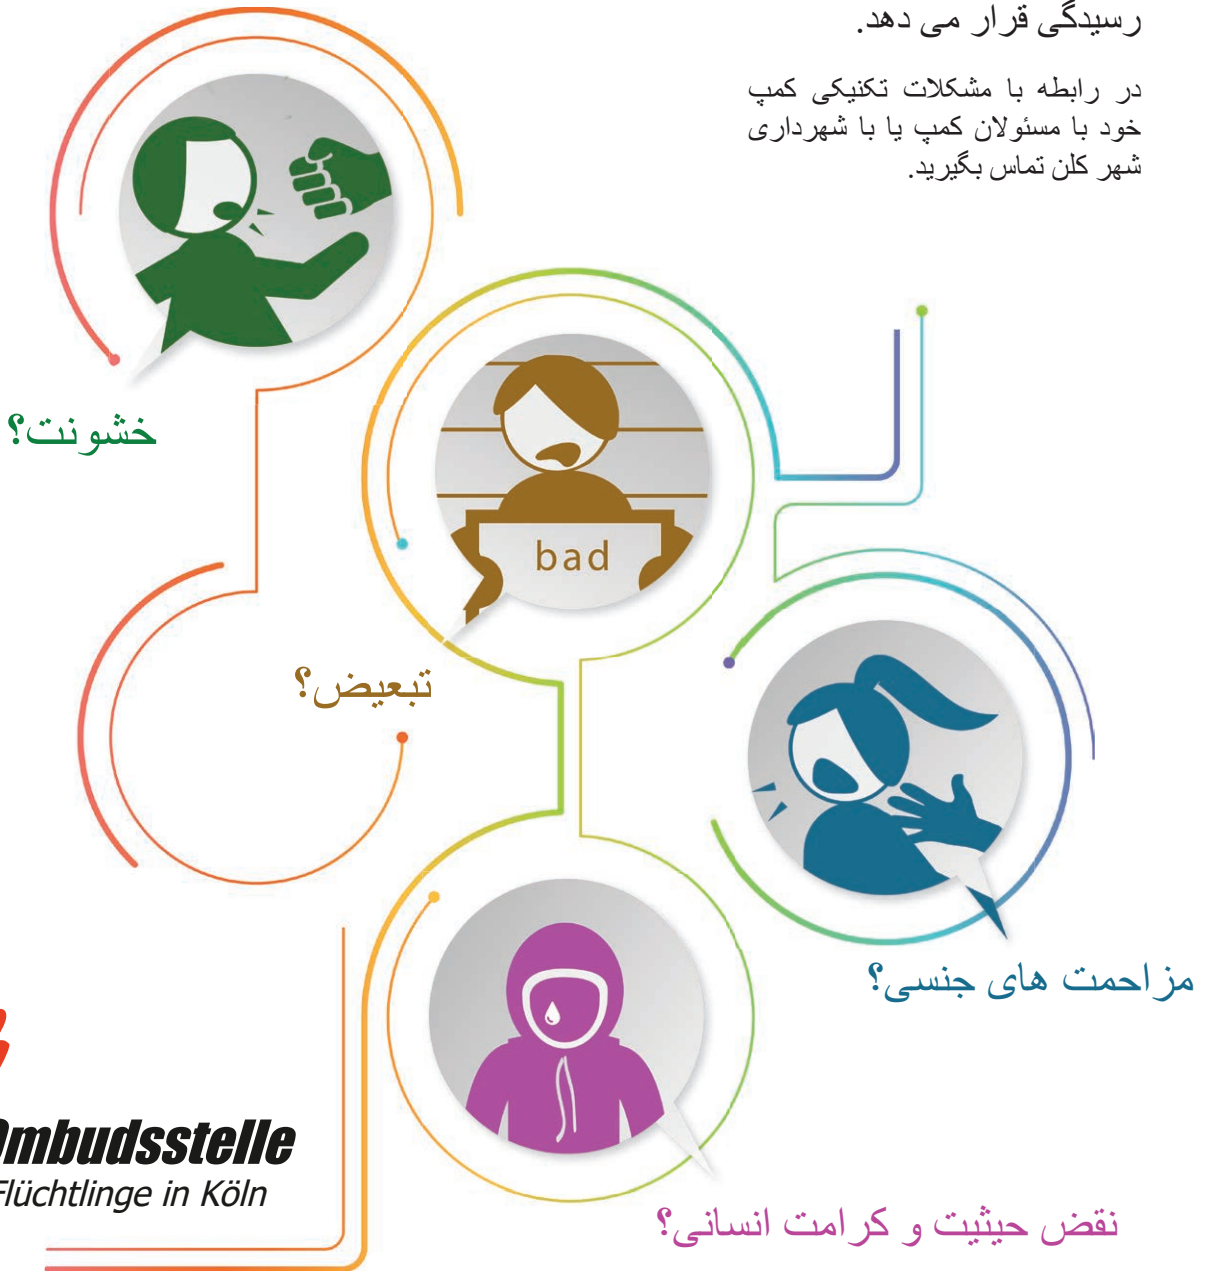 رسیدگی قرار می دهد.
در رابطه با مشکلات تکنیکی کمپ
خود با مسئولان کمپ یا با شهرداری
شهر کلن تماس بگیرید.
خشونت؟
bad
تبعیض؟
مزاحمت های جنسی؟
Ombudsstelle
Flüchtlinge in Köln
نقض حیثیت و کرامت انسانی؟